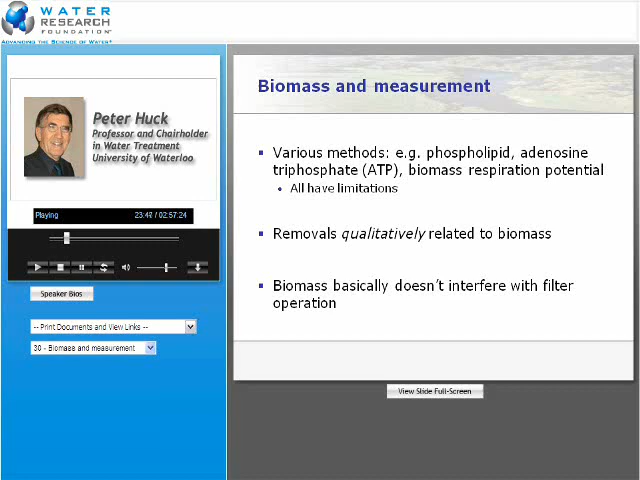 WATER
RESEARCH
FOUNDATION
ADVANCING THE SCIENCE OF WATER
Peter Huck
Professor and Chairholder
in Water Treatment
University of Waterloo
Playing 23:47 / 02:57:24
Speaker Bios
-- Print Documents and View Links --
30 - Biomass and measurement
Biomass and measurement
Various methods: e.g. phospholipid, adenosine
triphosphate (ATP), biomass respiration potential
All have limitations
Removals qualitatively related to biomass
Biomass basically doesn't interfere with filter
operation
View Slide Full-Screen